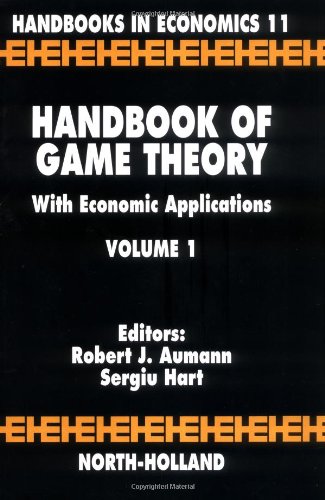 HANDBOOKS IN ECONOMICS 11
HANDBOOK OF
GAME THEORY
With Economic Applications
VOLUME 1
Editors:
Robert J. Aumann
Sergiu Hart
NORTH-HOLLAND